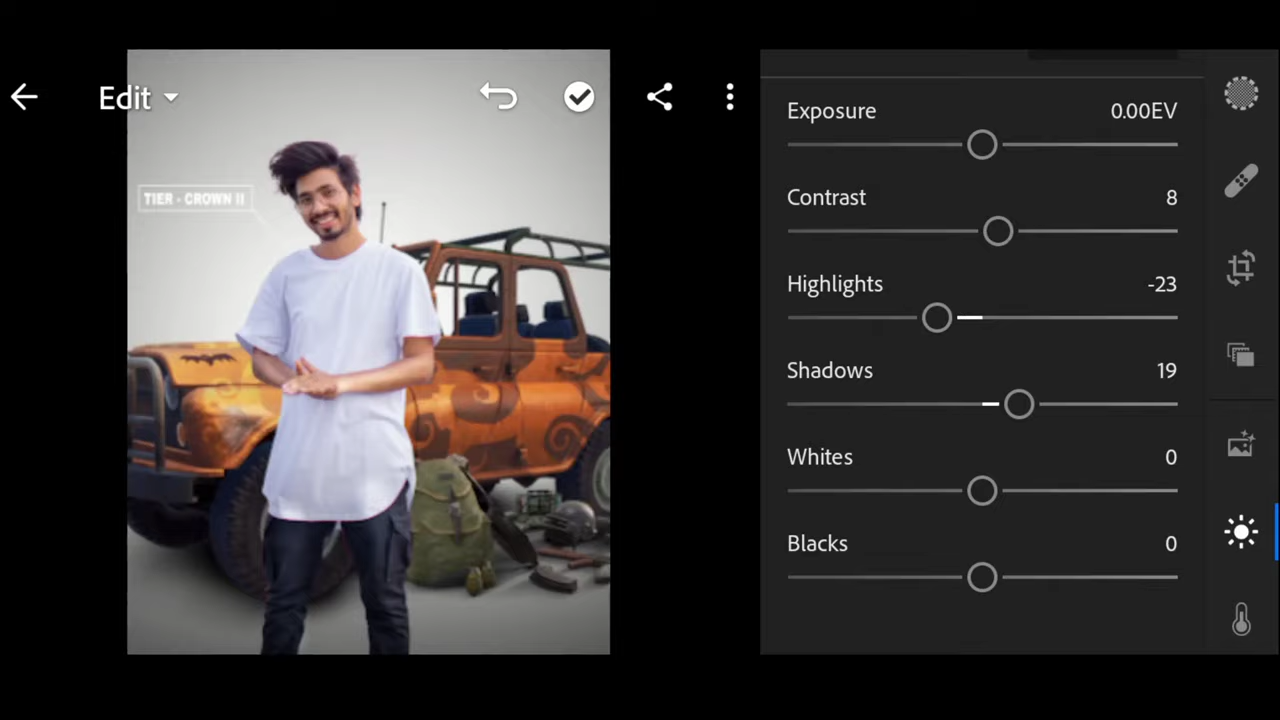 Edit
TIER - CROWN II
Exposure 0.00EV
Contrast 8
Highlights -23
Shadows 19
Whites 0
Blacks 0